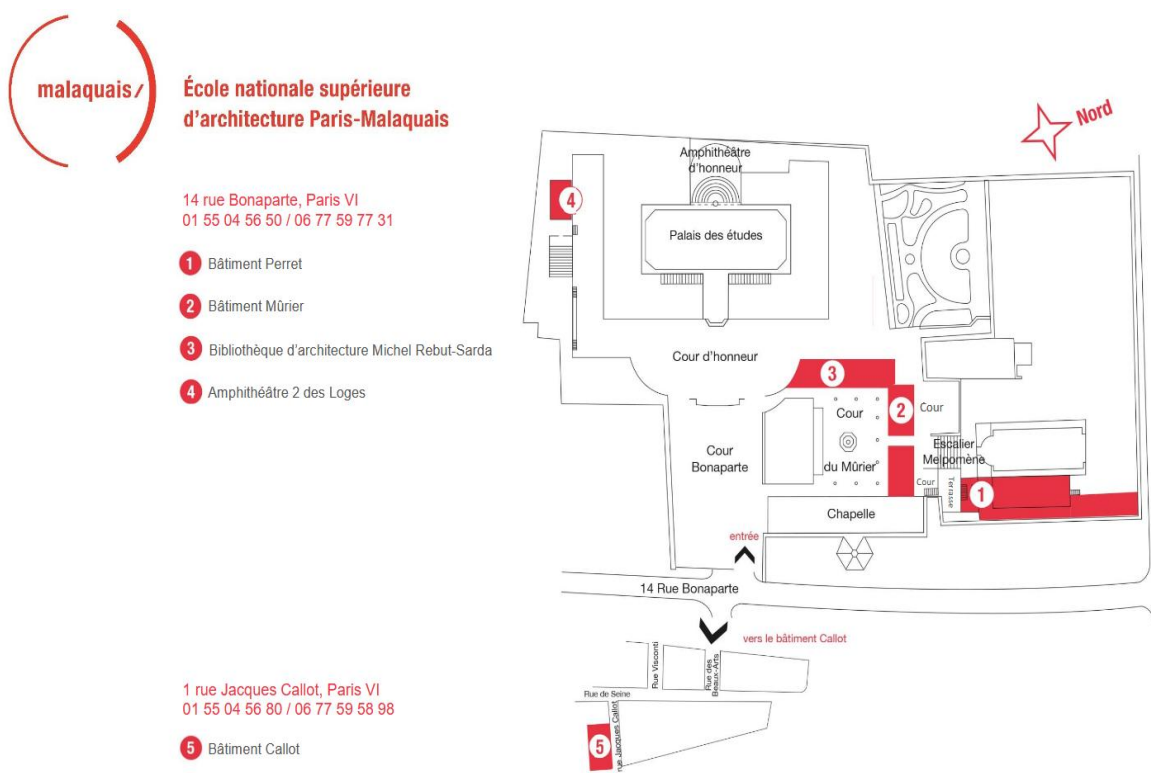 malaquais/
École nationale supérieure
d'architecture Paris-Malaquais
14 rue Bonaparte, Paris VI
01 55 04 56 50 / 06 77 59 77 31
1 Bâtiment Perret
2 Bâtiment Mûrier
3 Bibliothèque d'architecture Michel Rebut-Sarda
4 Amphithéâtre 2 des Loges
1 rue Jacques Callot, Paris VI
01 55 04 56 80 / 06 77 59 58 98
5 Bâtiment Callot
Nord
Amphithéâtre
d'honneur
4
Palais des études
Cour d'honneur
3
2
Cour
Cour
Cour
Bonaparte
du Mûrier
Escalier
Melpomène
Cour
Terrasse
1
Chapelle
entrée
14 Rue Bonaparte
vers le bâtiment Callot
Rue Visconti
Rue des
Beaux-Arts
Rue de Seine
rue Jacques Callot
5